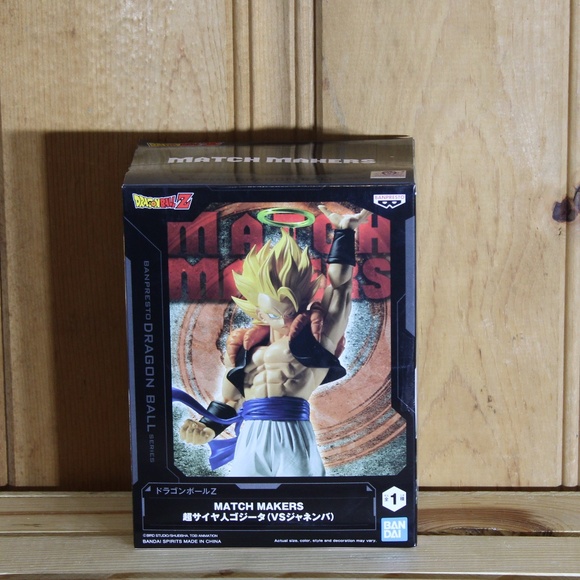 MATCH MAKERS
DRAGON BALL Z
BANPRESTO
MATCH
MAKERS
BANPRESTO DRAGON BALL SERIES
ドラゴンボールZ
MATCH MAKERS
超サイヤ人ゴジータ(VSジャネンバ)
全1種
BAN
DAI
©BIRD STUDIO/SHUEISHA, TOEI ANIMATION
BANDAI SPIRITS MADE IN CHINA
Actual size, color, style and decoration may vary.